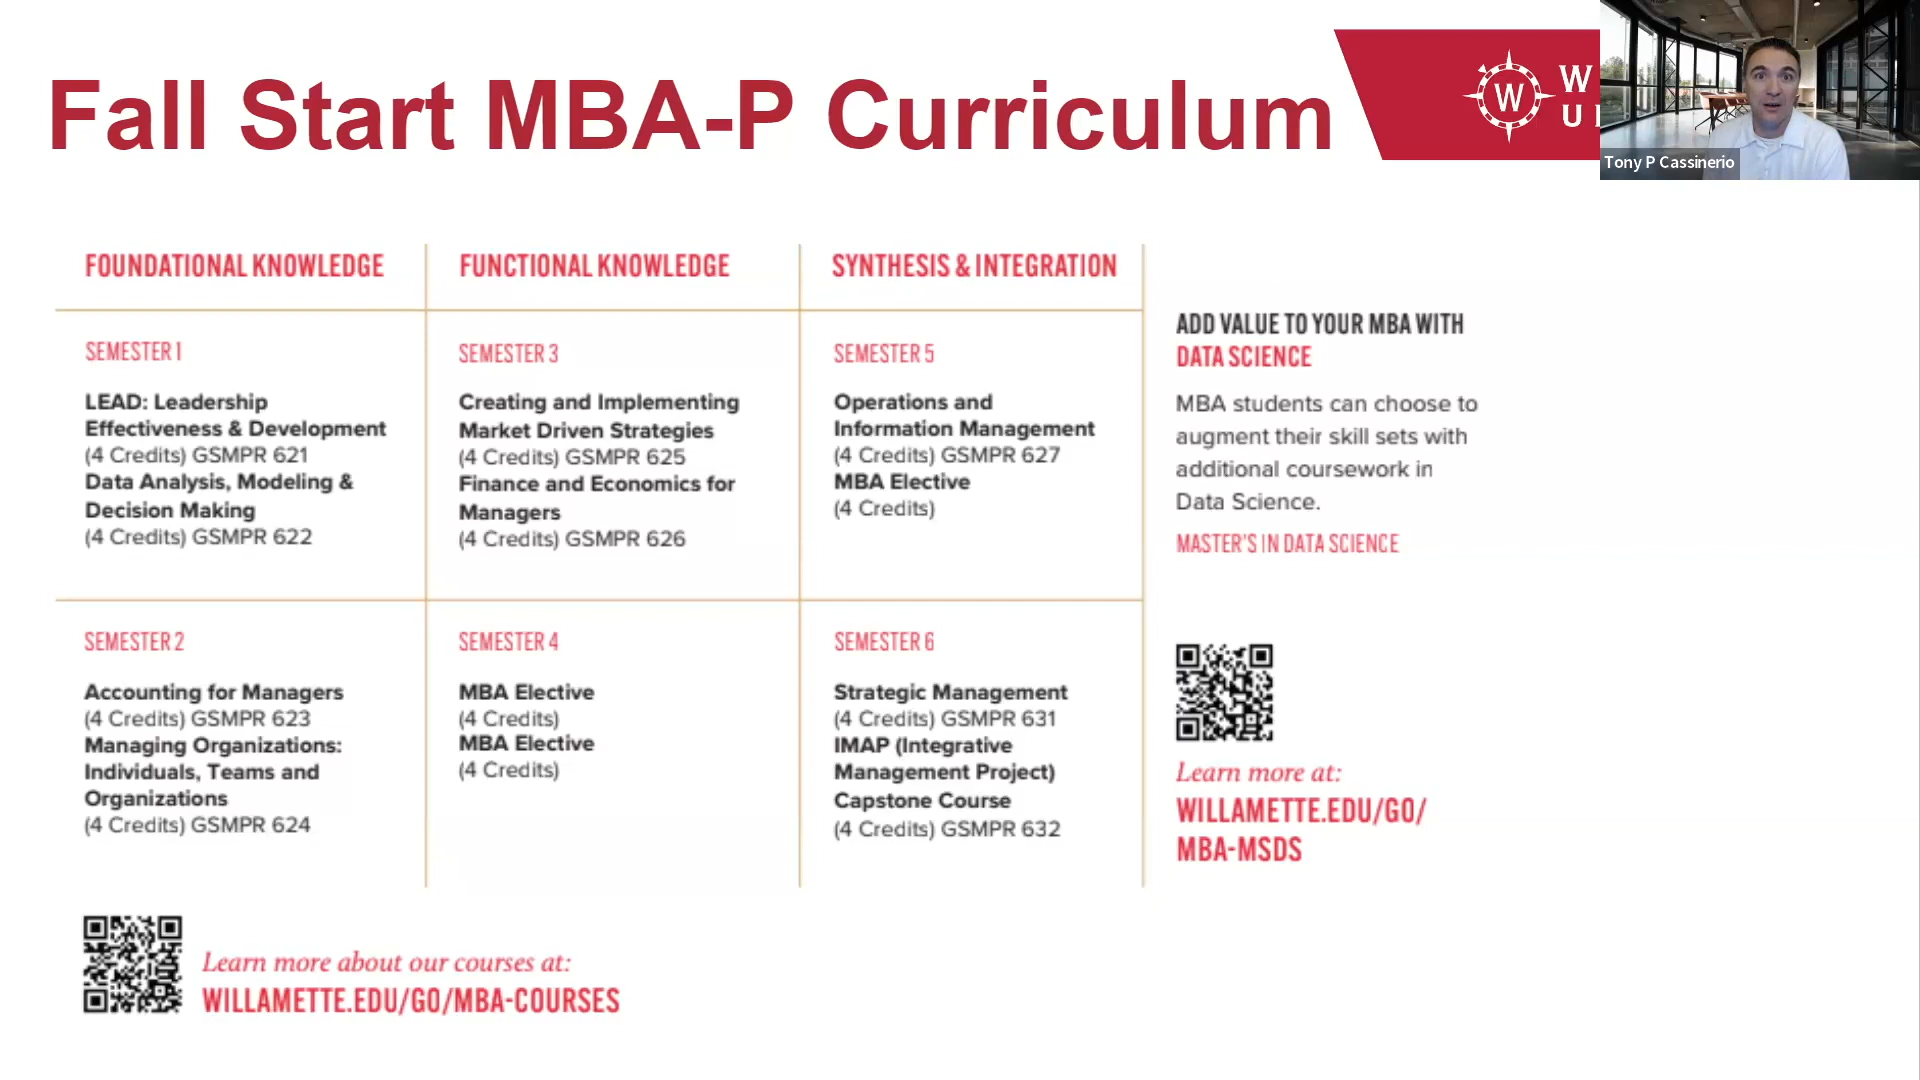 Fall Start MBA-P Curriculum
W
W
U
Tony P Cassinerio
FOUNDATIONAL KNOWLEDGE
FUNCTIONAL KNOWLEDGE
SYNTHESIS & INTEGRATION
SEMESTER 1
LEAD: Leadership
Effectiveness & Development
(4 Credits) GSMPR 621
Data Analysis, Modeling &
Decision Making
(4 Credits) GSMPR 622
SEMESTER 3
Creating and Implementing
Market Driven Strategies
(4 Credits) GSMPR 625
Finance and Economics for
Managers
(4 Credits) GSMPR 626
SEMESTER 5
Operations and
Information Management
(4 Credits) GSMPR 627
MBA Elective
(4 Credits)
SEMESTER 2
Accounting for Managers
(4 Credits) GSMPR 623
Managing Organizations:
Individuals, Teams and
Organizations
(4 Credits) GSMPR 624
SEMESTER 4
MBA Elective
(4 Credits)
MBA Elective
(4 Credits)
SEMESTER 6
Strategic Management
(4 Credits) GSMPR 631
IMAP (Integrative
Management Project)
Capstone Course
(4 Credits) GSMPR 632
ADD VALUE TO YOUR MBA WITH
DATA SCIENCE
MBA students can choose to
augment their skill sets with
additional coursework in
Data Science.
MASTER'S IN DATA SCIENCE
Learn more at:
WILLAMETTE.EDU/GO/
MBA-MSDS
Learn more about our courses at:
WILLAMETTE.EDU/GO/MBA-COURSES